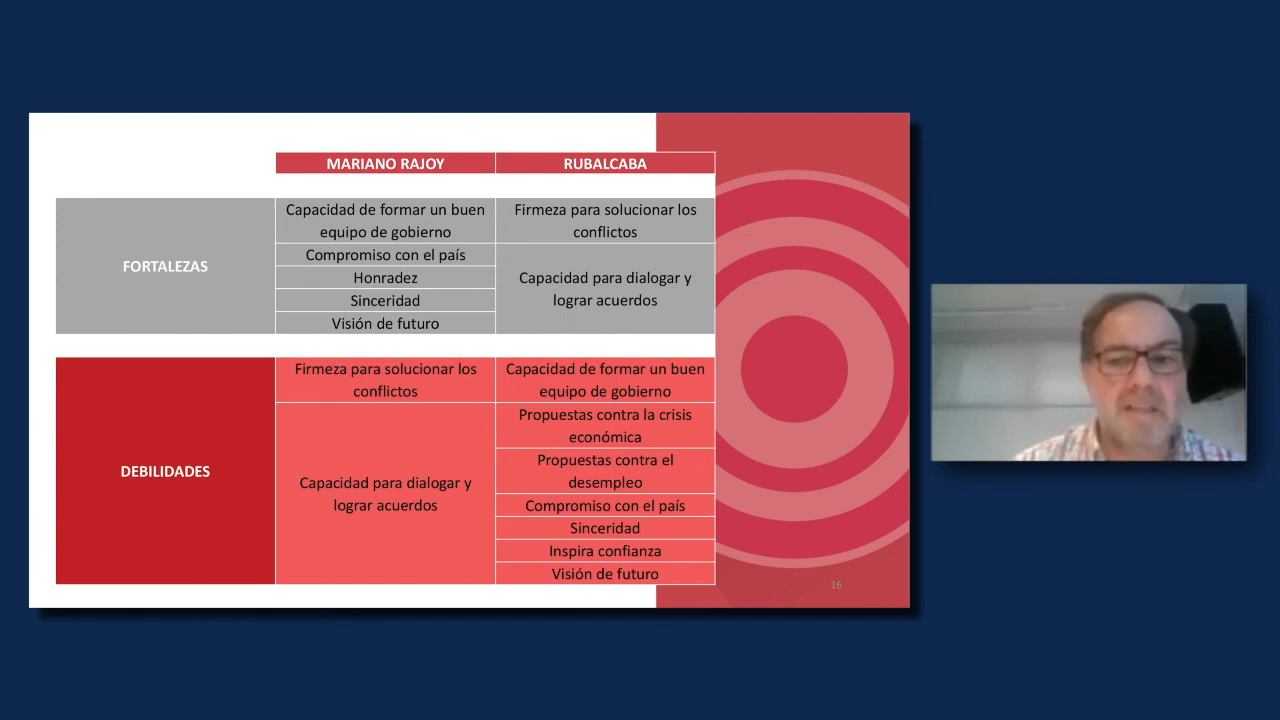 MARIANO RAJOY
RUBALCABA
FORTALEZAS
Capacidad de formar un buen
equipo de gobierno
Compromiso con el país
Honradez
Sinceridad
Visión de futuro
Firmeza para solucionar los
conflictos
Capacidad para dialogar y
lograr acuerdos
DEBILIDADES
Firmeza para solucionar los
conflictos
Capacidad para dialogar y
lograr acuerdos
Capacidad de formar un buen
equipo de gobierno
Propuestas contra la crisis
económica
Propuestas contra el
desempleo
Compromiso con el país
Sinceridad
Inspira confianza
Visión de futuro
16